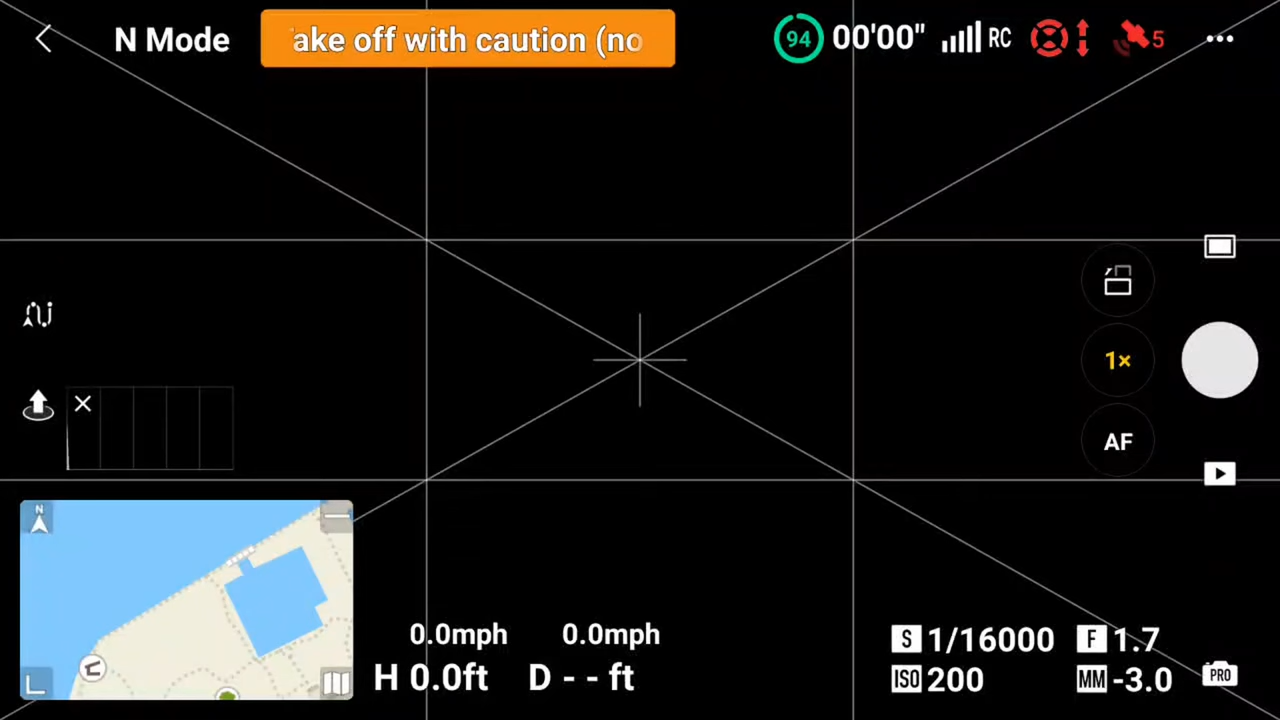 N Mode
ake off with caution (no
94
00'00"
RC
5
1×
AF
N
0.0mph 0.0mph
H 0.0ft D - - ft
S 1/16000 F 1.7
ISO 200 MM -3.0
PRO